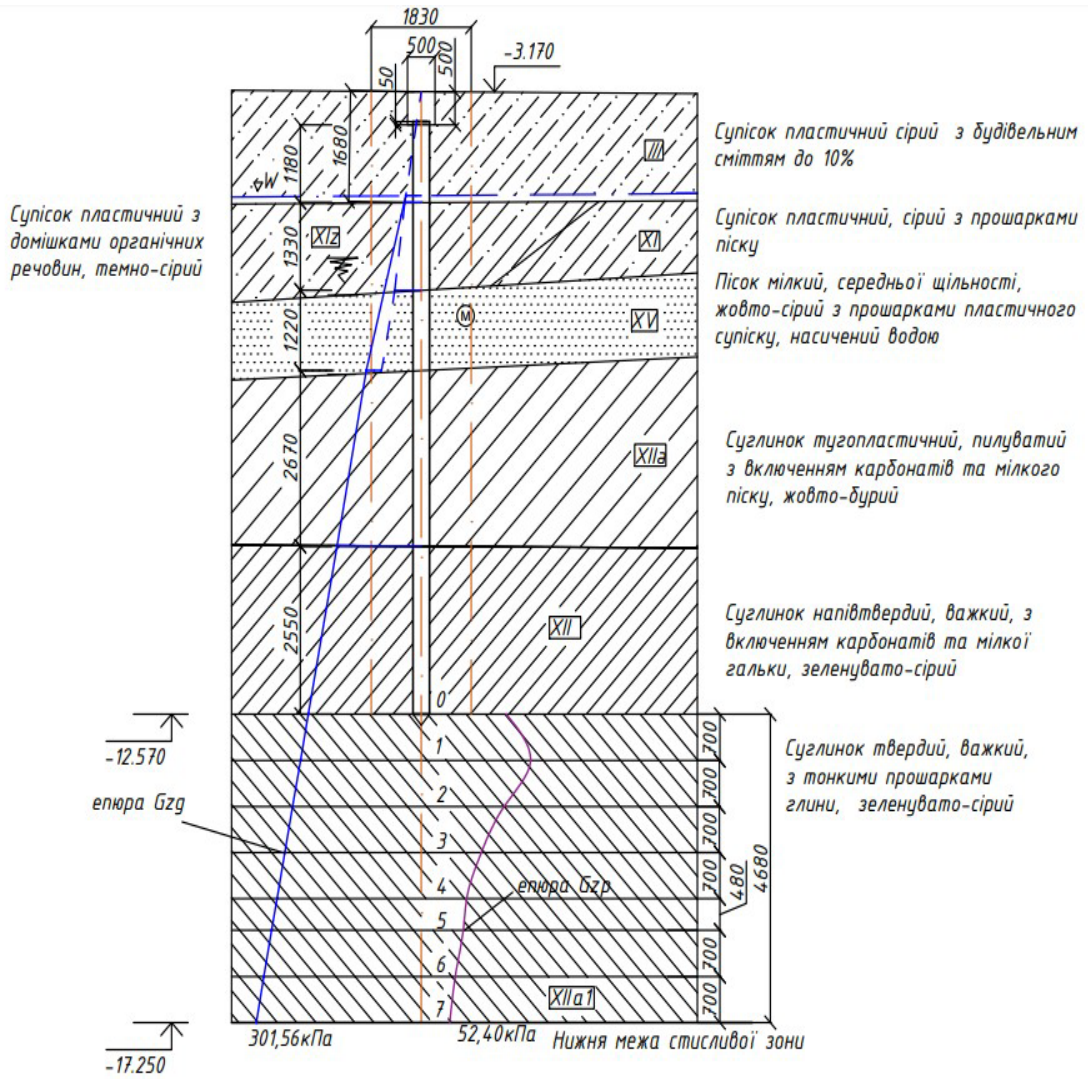 1830
500
50
500
-3.170
1180
1680
III
W
Супісок пластичний сірий з будівельним
сміттям до 10%
Супісок пластичний з
домішками органічних
речовин, темно-сірий
1330
XIz
XI
Супісок пластичний, сірий з прошарками
піску
1220
М
XV
Пісок мілкий, середньої щільності,
жовто-сірий з прошарками пластичного
супіску, насичений водою
2670
XIIa
Суглинок тугопластичний, пилуватий
з включенням карбонатів та мілкого
піску, жовто-бурий
2550
XII
Суглинок напівтвердий, важкий, з
включенням карбонатів та мілкої
гальки, зеленувато-сірий
0
-12.570
1
700
Суглинок твердий, важкий,
з тонкими прошарками
глини, зеленувато-сірий
епюра Gzg
2
700
3
700
4
700
епюра Gzp
480
4680
5
6
700
7
XIIa1
700
301,56кПа
52,40кПа
Нижня межа стисливої зони
-17.250